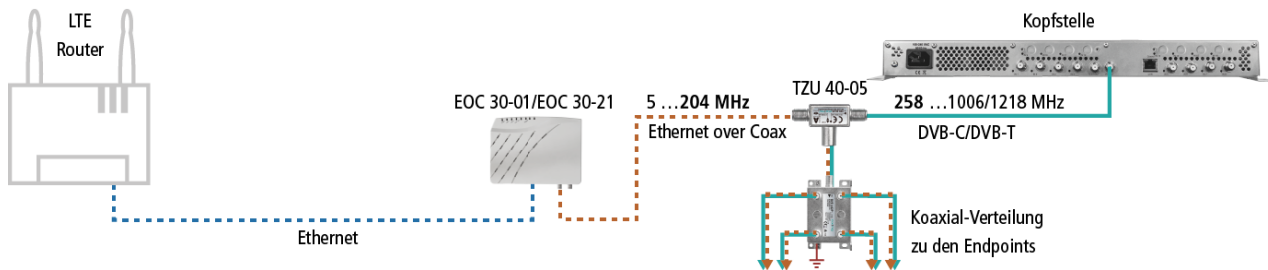 LTE
Router
Kopfstelle
TZU 40-05
EOC 30-01/EOC 30-21
5 ...204 MHz
258 ...1006/1218 MHz
Ethernet over Coax
DVB-C/DVB-T
Ethernet
Koaxial-Verteilung
zu den Endpoints